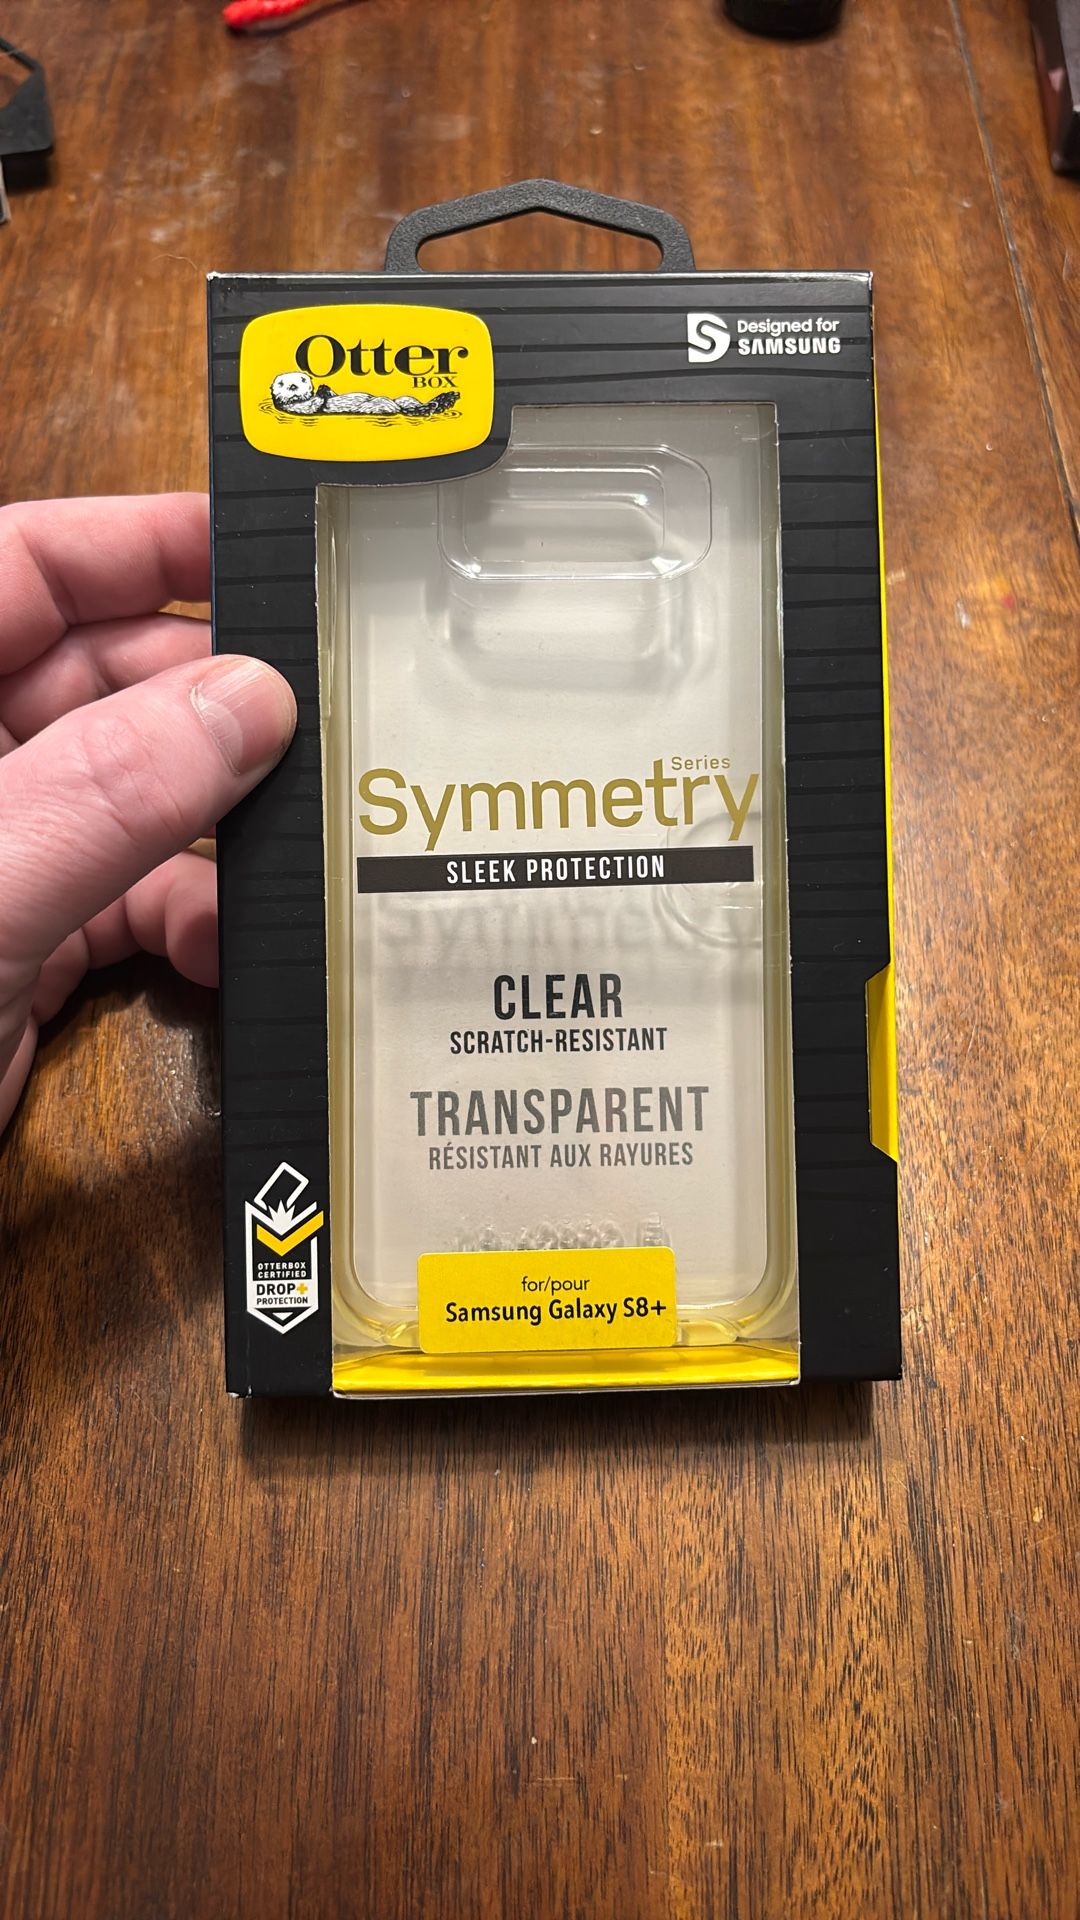 Otter
BOX
Designed for
SAMSUNG
Series
Symmetry
SLEEK PROTECTION
CLEAR
SCRATCH-RESISTANT
TRANSPARENT
RÉSISTANT AUX RAYURES
OTTERBOX
CERTIFIED
DROP+
PROTECTION
for/pour
Samsung Galaxy S8+